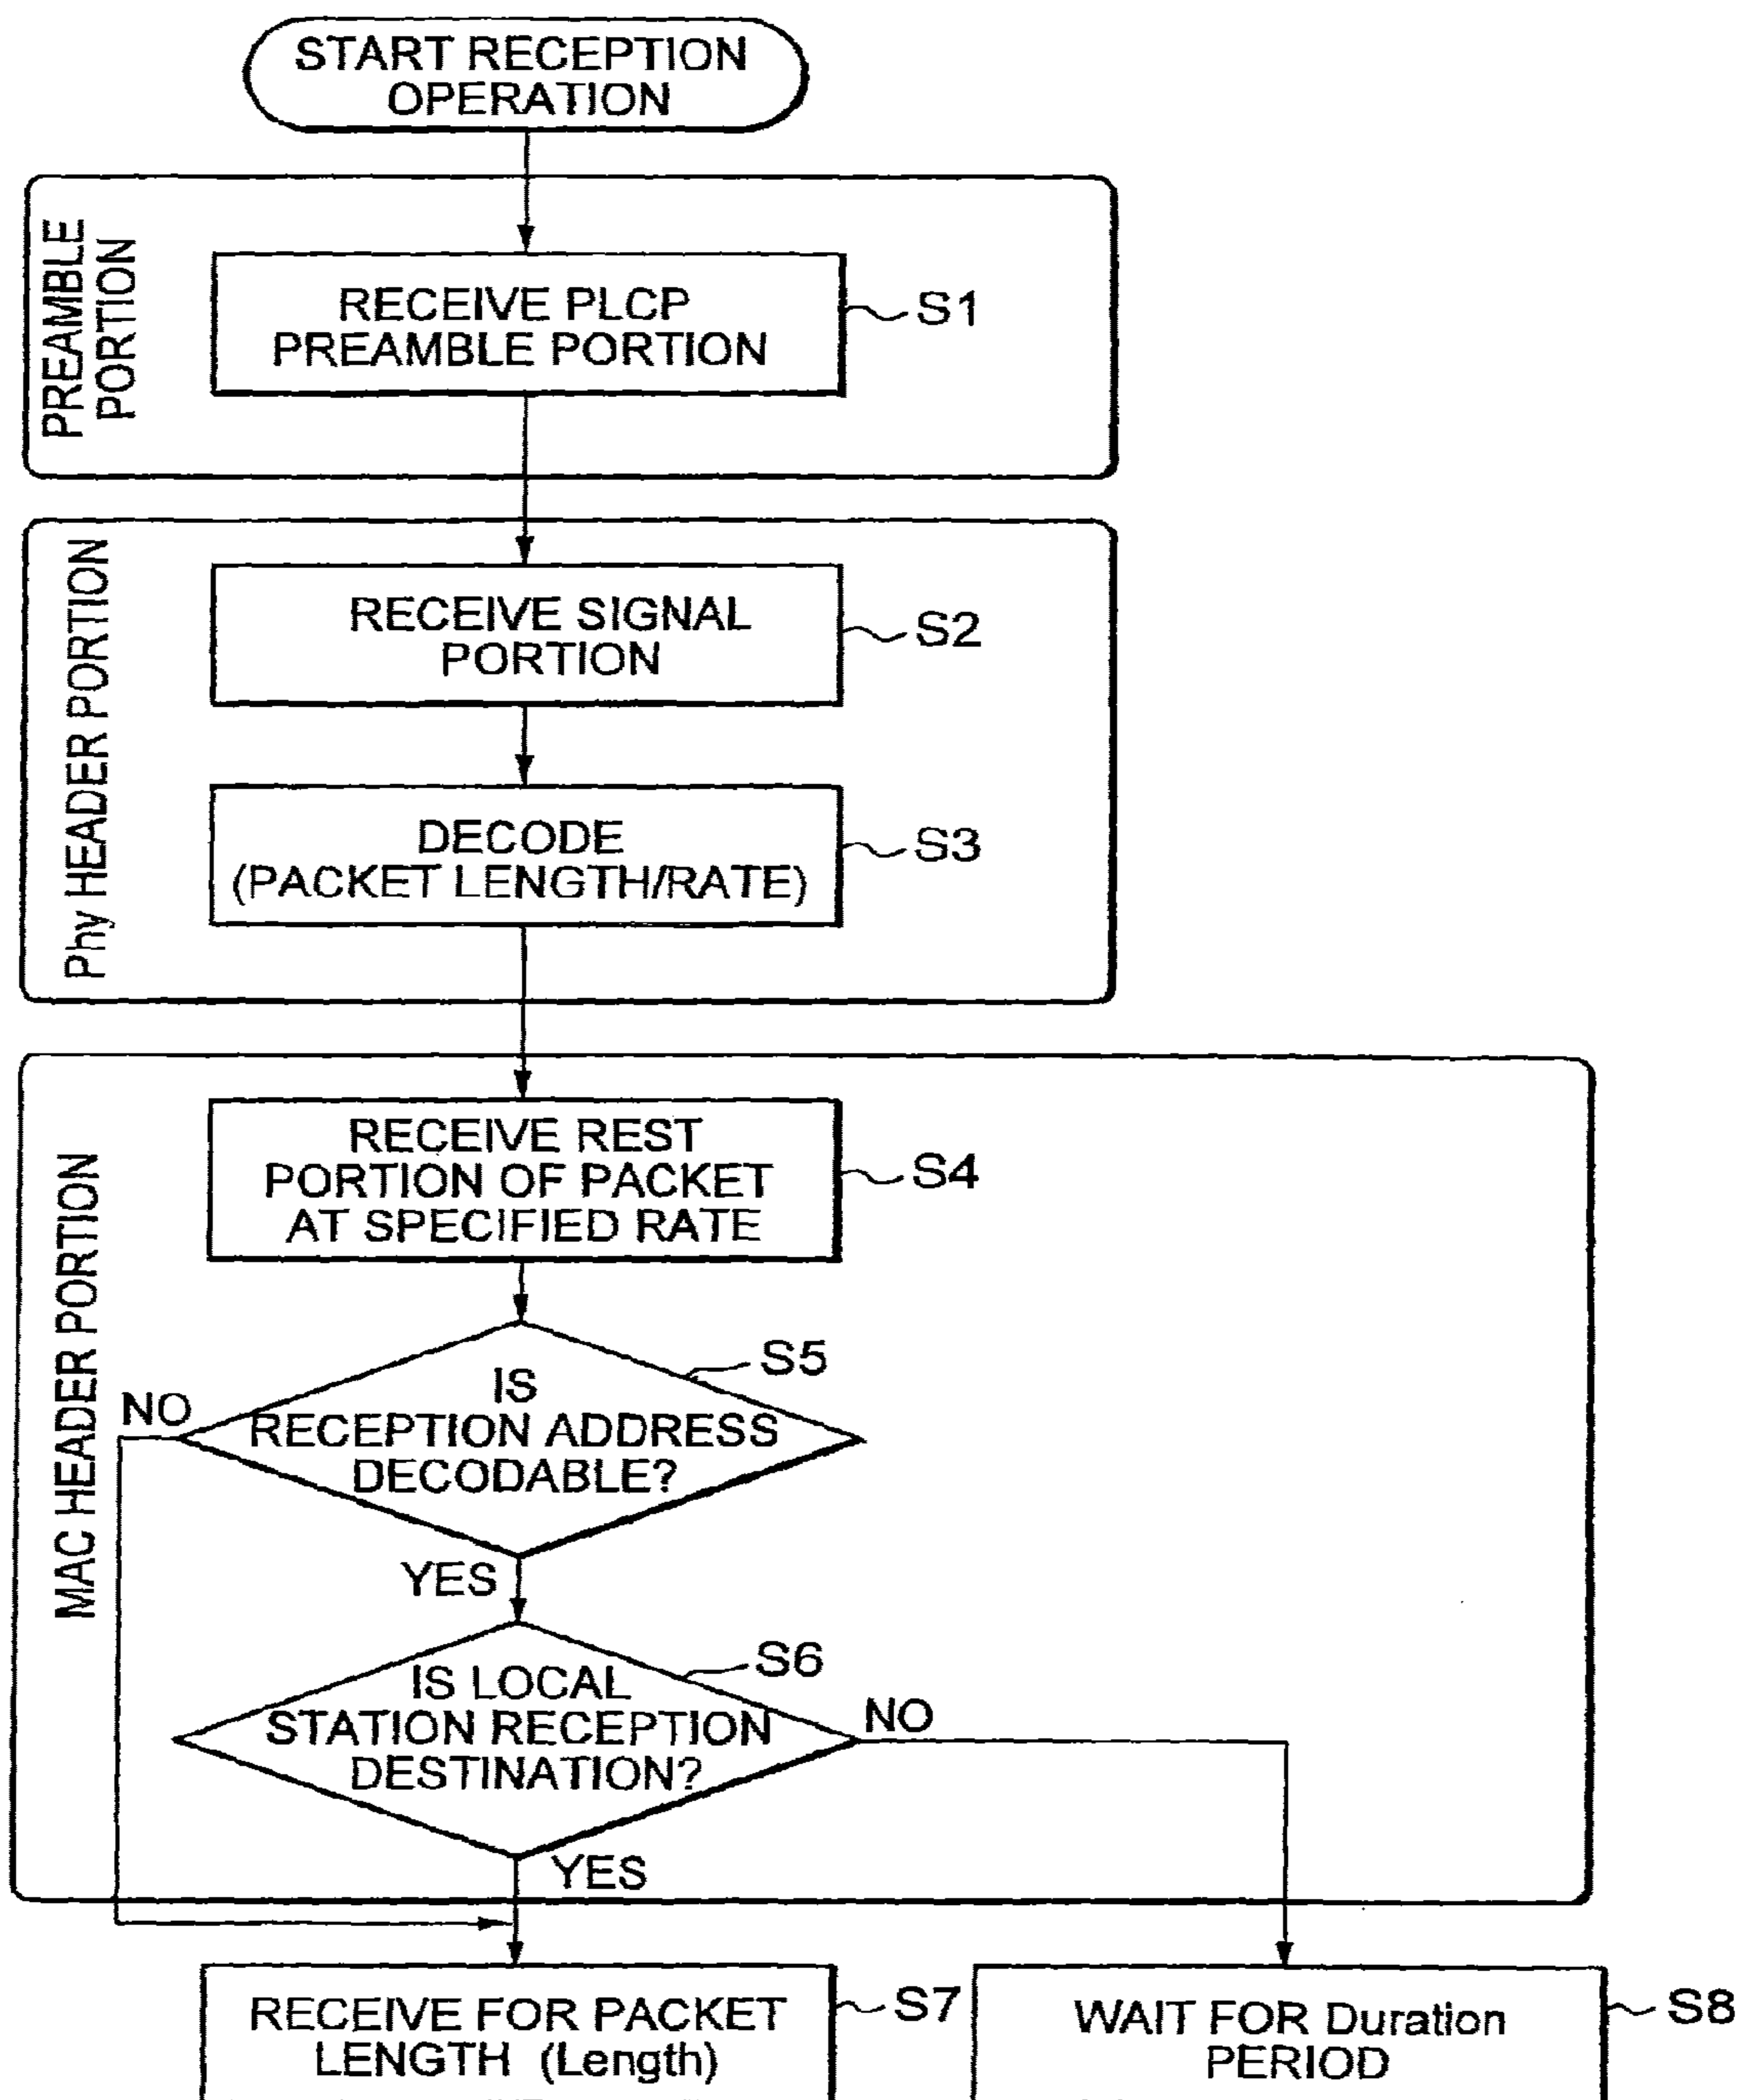 START RECEPTION
OPERATION
PREAMBLE
PORTION
RECEIVE PLCP
PREAMBLE PORTION
S1
Phy HEADER PORTION
RECEIVE SIGNAL
PORTION
S2
DECODE
(PACKET LENGTH/RATE)
S3
MAC HEADER PORTION
RECEIVE REST
PORTION OF PACKET
AT SPECIFIED RATE
S4
S5
IS
RECEPTION ADDRESS
DECODABLE?
NO
YES
S6
IS LOCAL
STATION RECEPTION
DESTINATION?
NO
YES
RECEIVE FOR PACKET
LENGTH (Length)
S7
WAIT FOR Duration
PERIOD
S8